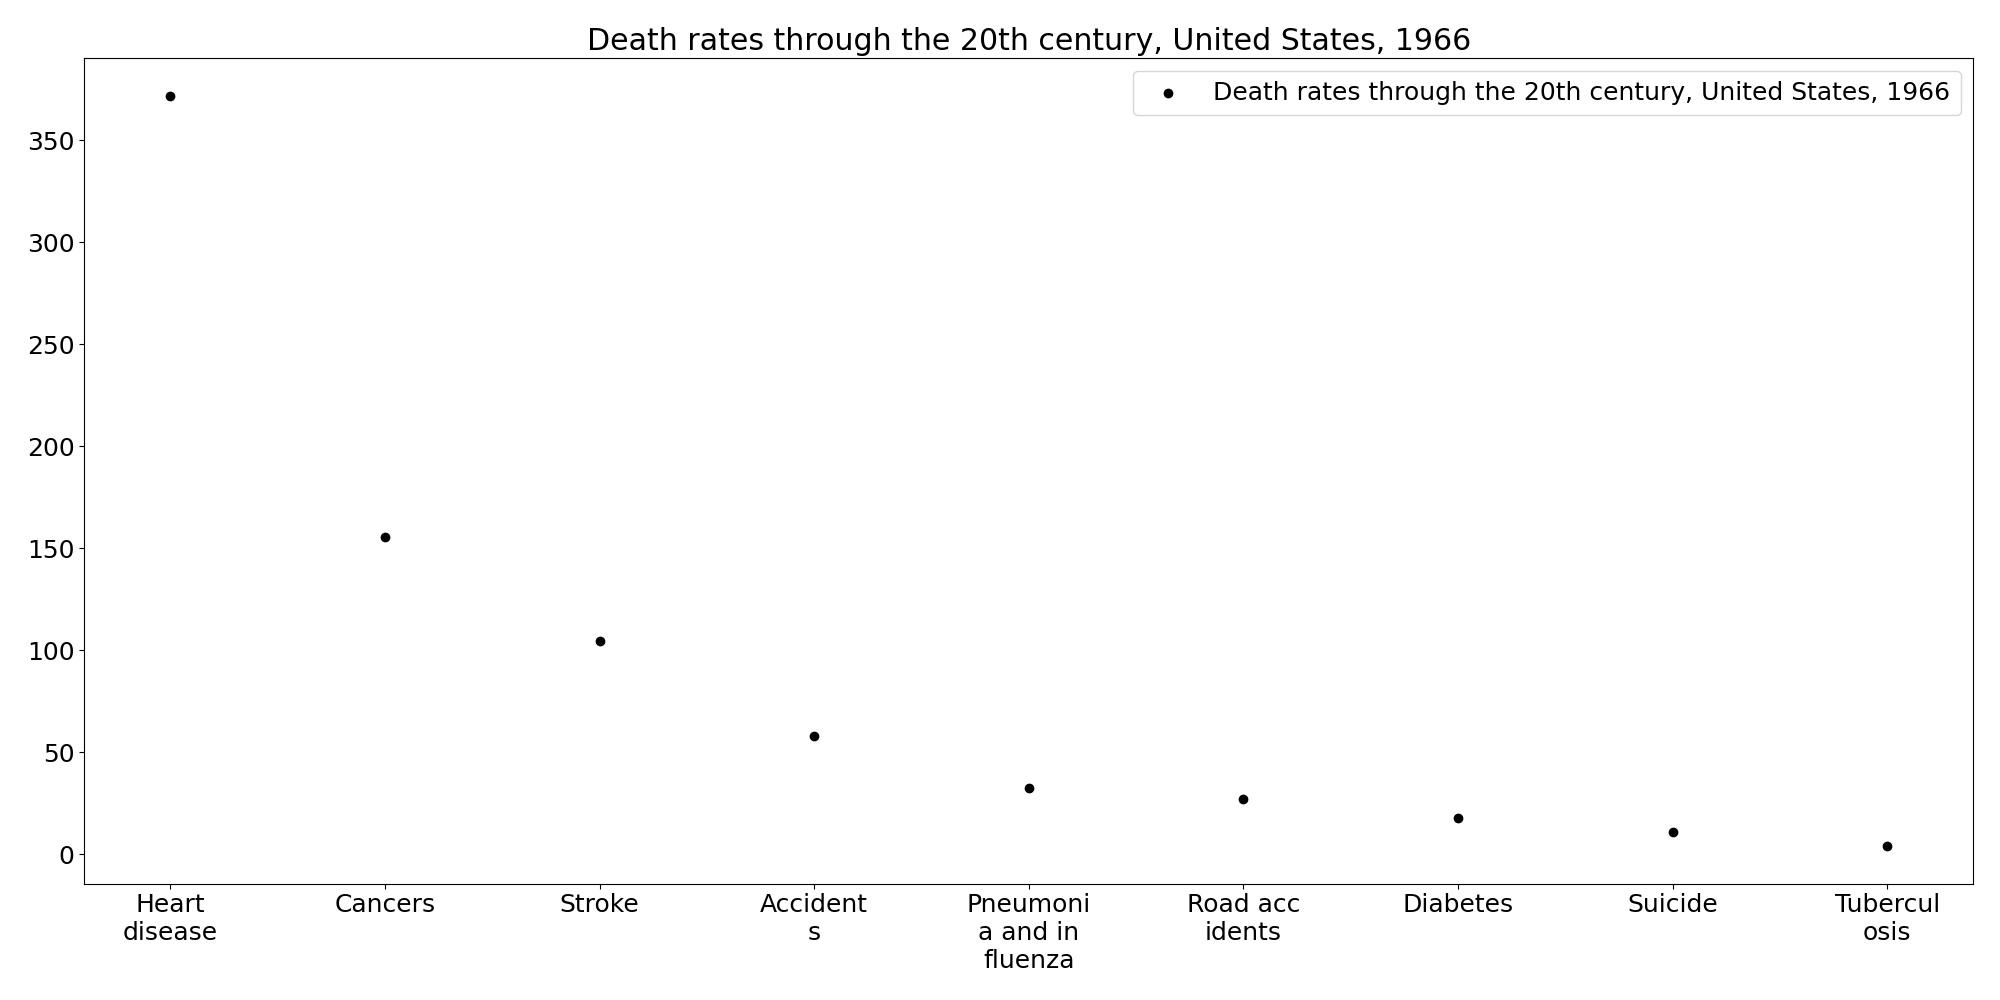 Death rates through the 20th century, United States, 1966
Death rates through the 20th century, United States, 1966
350
300
250
200
150
100
50
0
Heart
disease
Cancers
Stroke
Accident
s
Pneumoni
a and in
fluenza
Road acc
idents
Diabetes
Suicide
Tubercul
osis